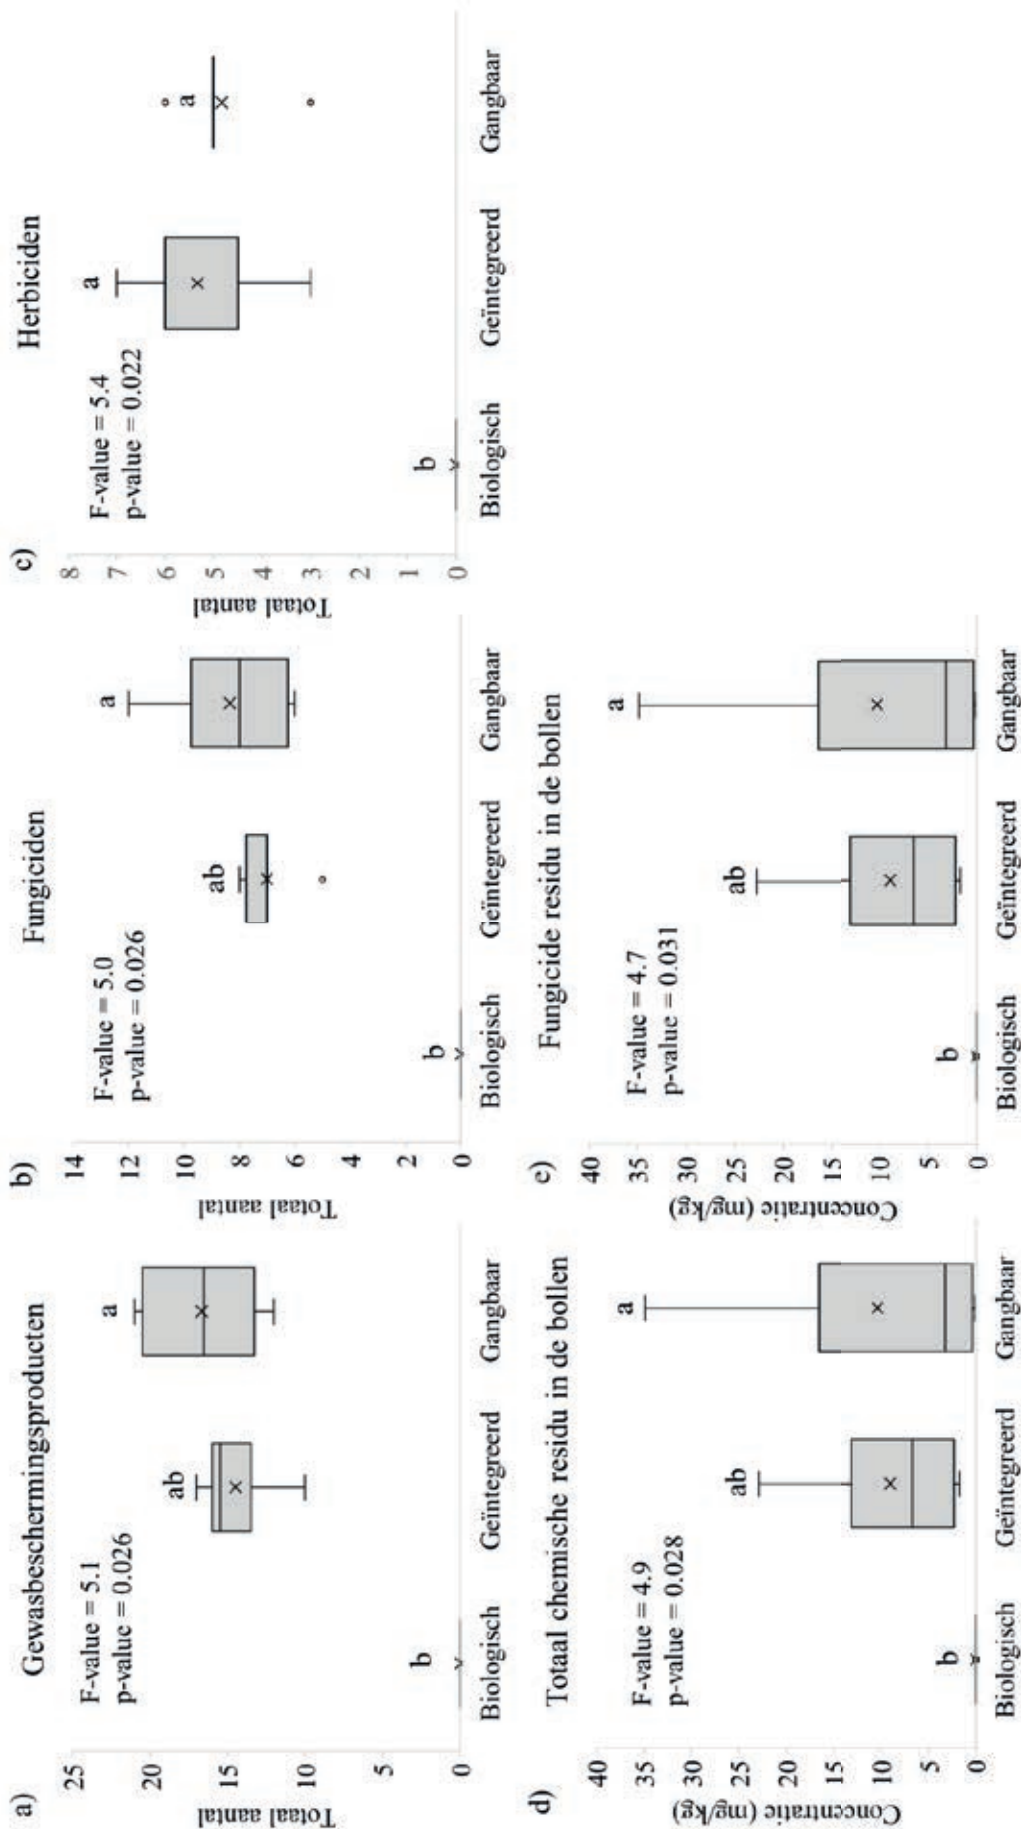 a)
Gewasbeschermingsproducten
F-value = 5.1
p-value = 0.026
Totaal aantal
25
20
15
10
5
0
b
ab
a
Biologisch
Geïntegreerd
Gangbaar
b)
Fungiciden
F-value = 5.0
p-value = 0.026
Totaal aantal
14
12
10
8
6
4
2
0
b
ab
a
Biologisch
Geïntegreerd
Gangbaar
c)
Herbiciden
F-value = 5.4
p-value = 0.022
Totaal aantal
8
7
6
5
4
3
2
1
0
b
a
a
Biologisch
Geïntegreerd
Gangbaar
d)
Totaal chemische residu in de bollen
F-value = 4.9
p-value = 0.028
Concentratie (mg/kg)
40
35
30
25
20
15
10
5
0
b
ab
a
Biologisch
Geïntegreerd
Gangbaar
e)
Fungicide residu in de bollen
F-value = 4.7
p-value = 0.031
Concentratie (mg/kg)
40
35
30
25
20
15
10
5
0
b
ab
a
Biologisch
Geïntegreerd
Gangbaar